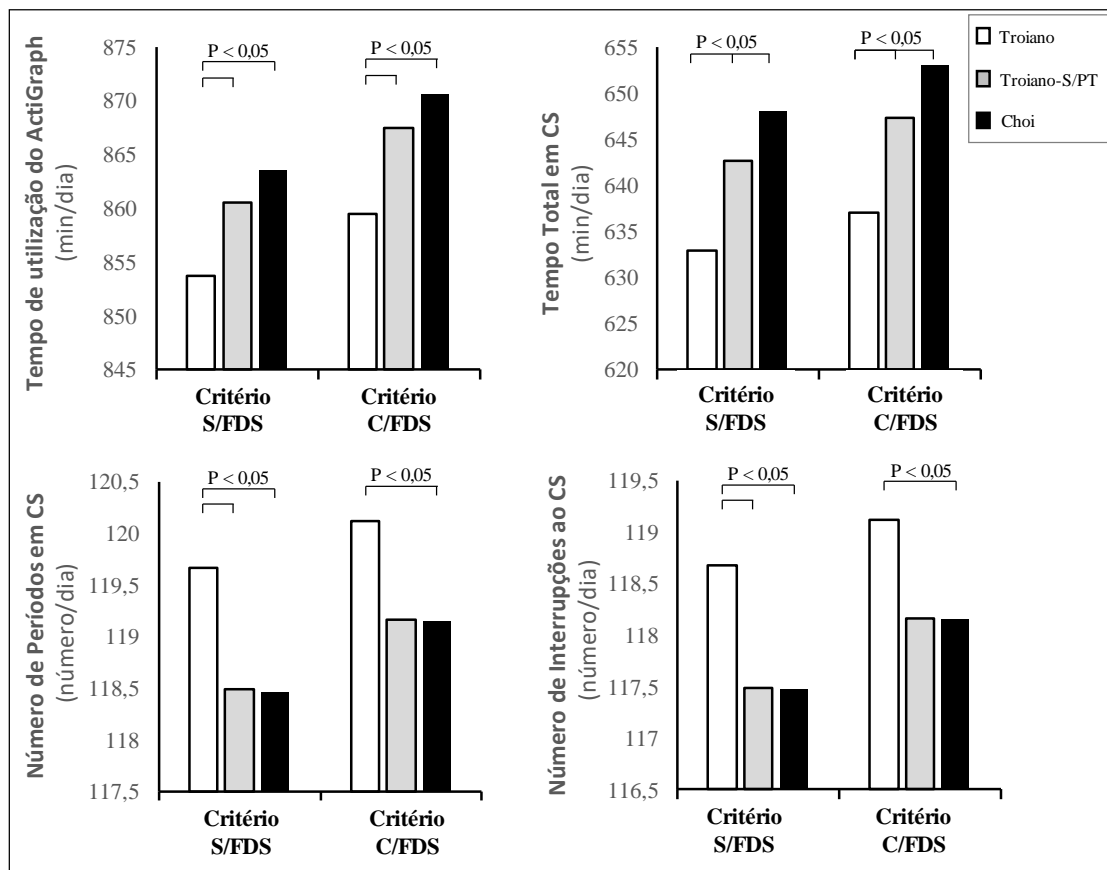 Tempo de utilização do ActiGraph
(min/dia)
875
870
865
860
855
850
845
P < 0,05
P < 0,05
Critério
S/FDS
Critério
C/FDS
Tempo Total em CS
(min/dia)
655
650
645
640
635
630
625
620
P < 0,05
P < 0,05
Critério
S/FDS
Critério
C/FDS
Troiano
Troiano-S/PT
Choi
Número de Períodos em CS
(número/dia)
120,5
120
119,5
119
118,5
118
117,5
P < 0,05
P < 0,05
Critério
S/FDS
Critério
C/FDS
Número de Interrupções ao CS
(número/dia)
119,5
119
118,5
118
117,5
117
116,5
P < 0,05
P < 0,05
Critério
S/FDS
Critério
C/FDS